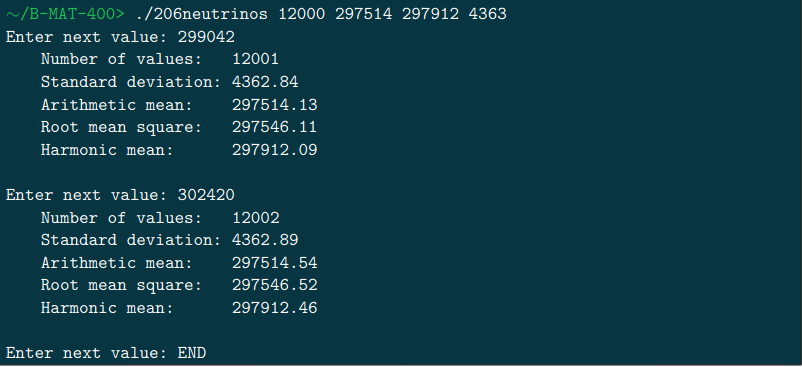 ~/B-MAT-400> ./206neutrinos 12000 297514 297912 4363
Enter next value: 299042
    Number of values:   12001
    Standard deviation: 4362.84
    Arithmetic mean:    297514.13
    Root mean square:   297546.11
    Harmonic mean:      297912.09

Enter next value: 302420
    Number of values:   12002
    Standard deviation: 4362.89
    Arithmetic mean:    297514.54
    Root mean square:   297546.52
    Harmonic mean:      297912.46

Enter next value: END